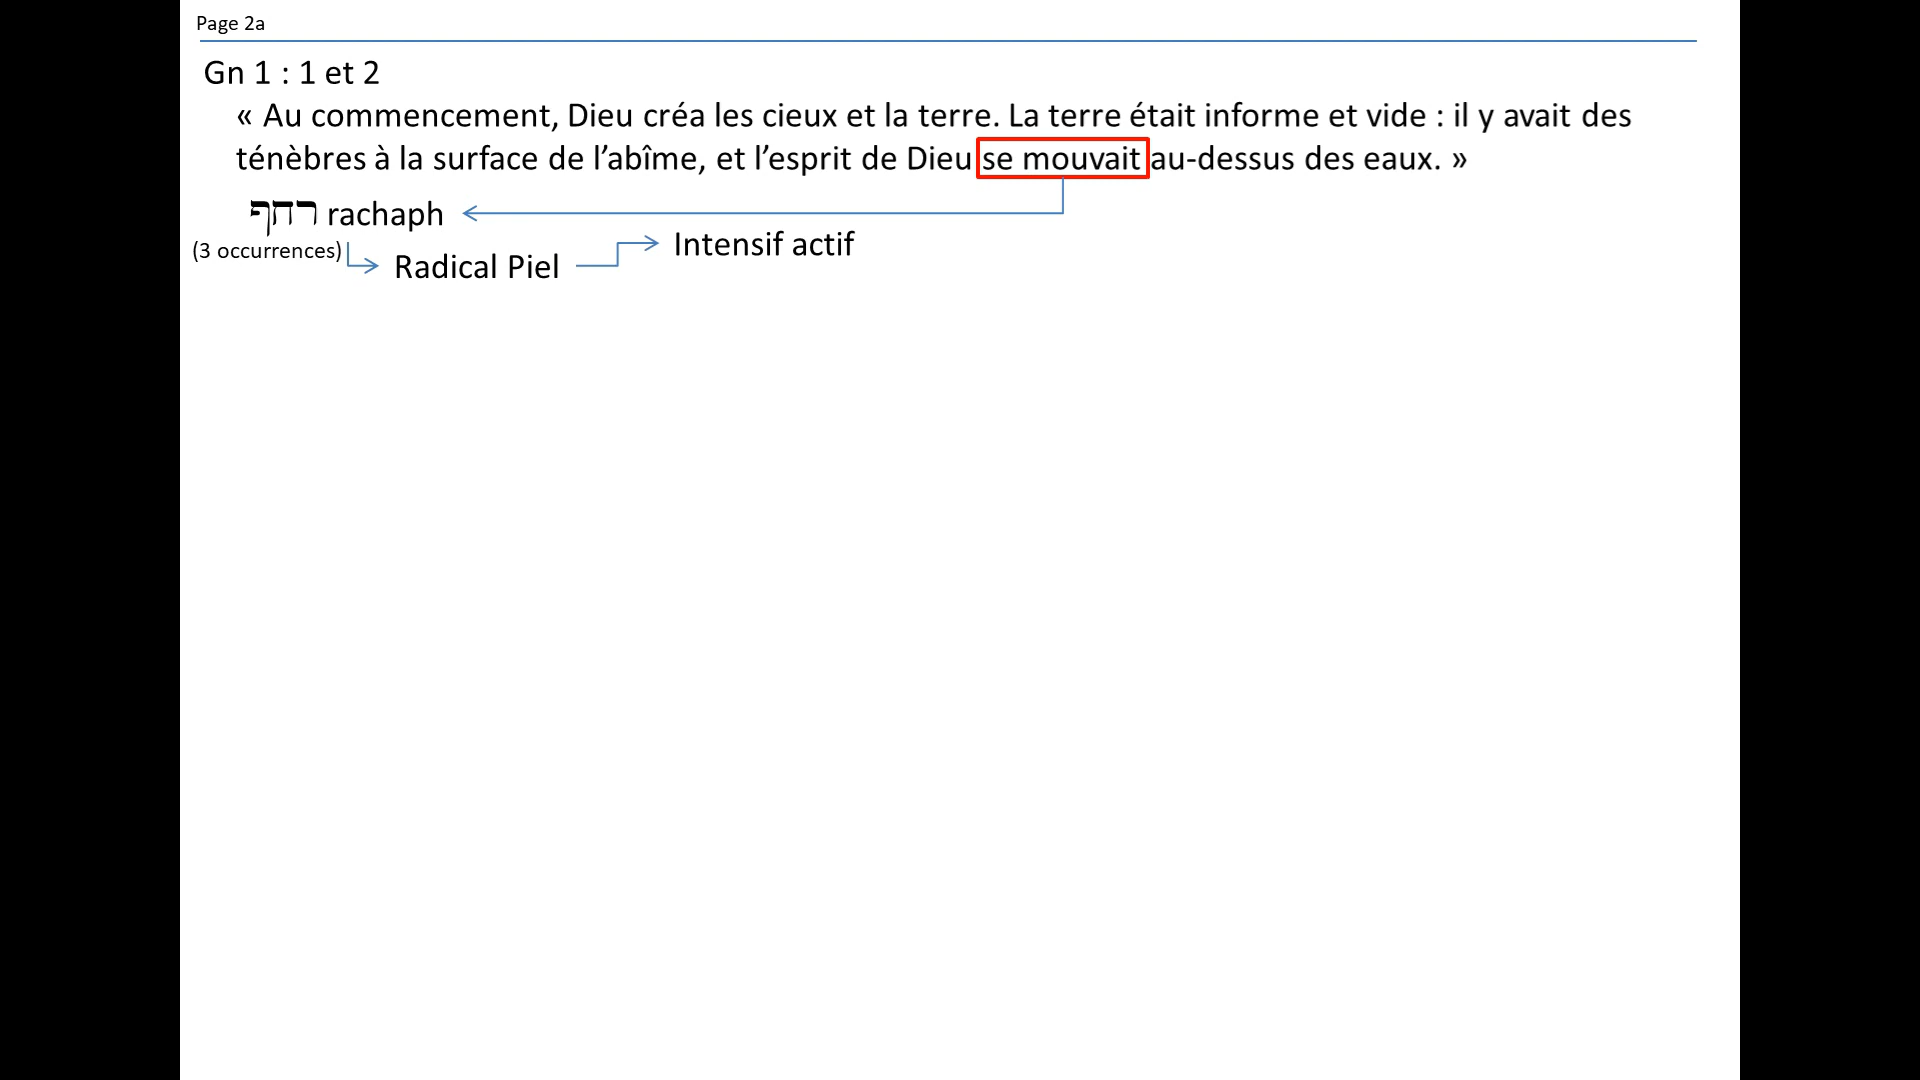 Page 2a
Gn 1 : 1 et 2
« Au commencement, Dieu créa les cieux et la terre. La terre était informe et vide : il y avait des
ténèbres à la surface de l’abîme, et l’esprit de Dieu se mouvait au-dessus des eaux. »
רחף rachaph
(3 occurrences)
Intensif actif
Radical Piel